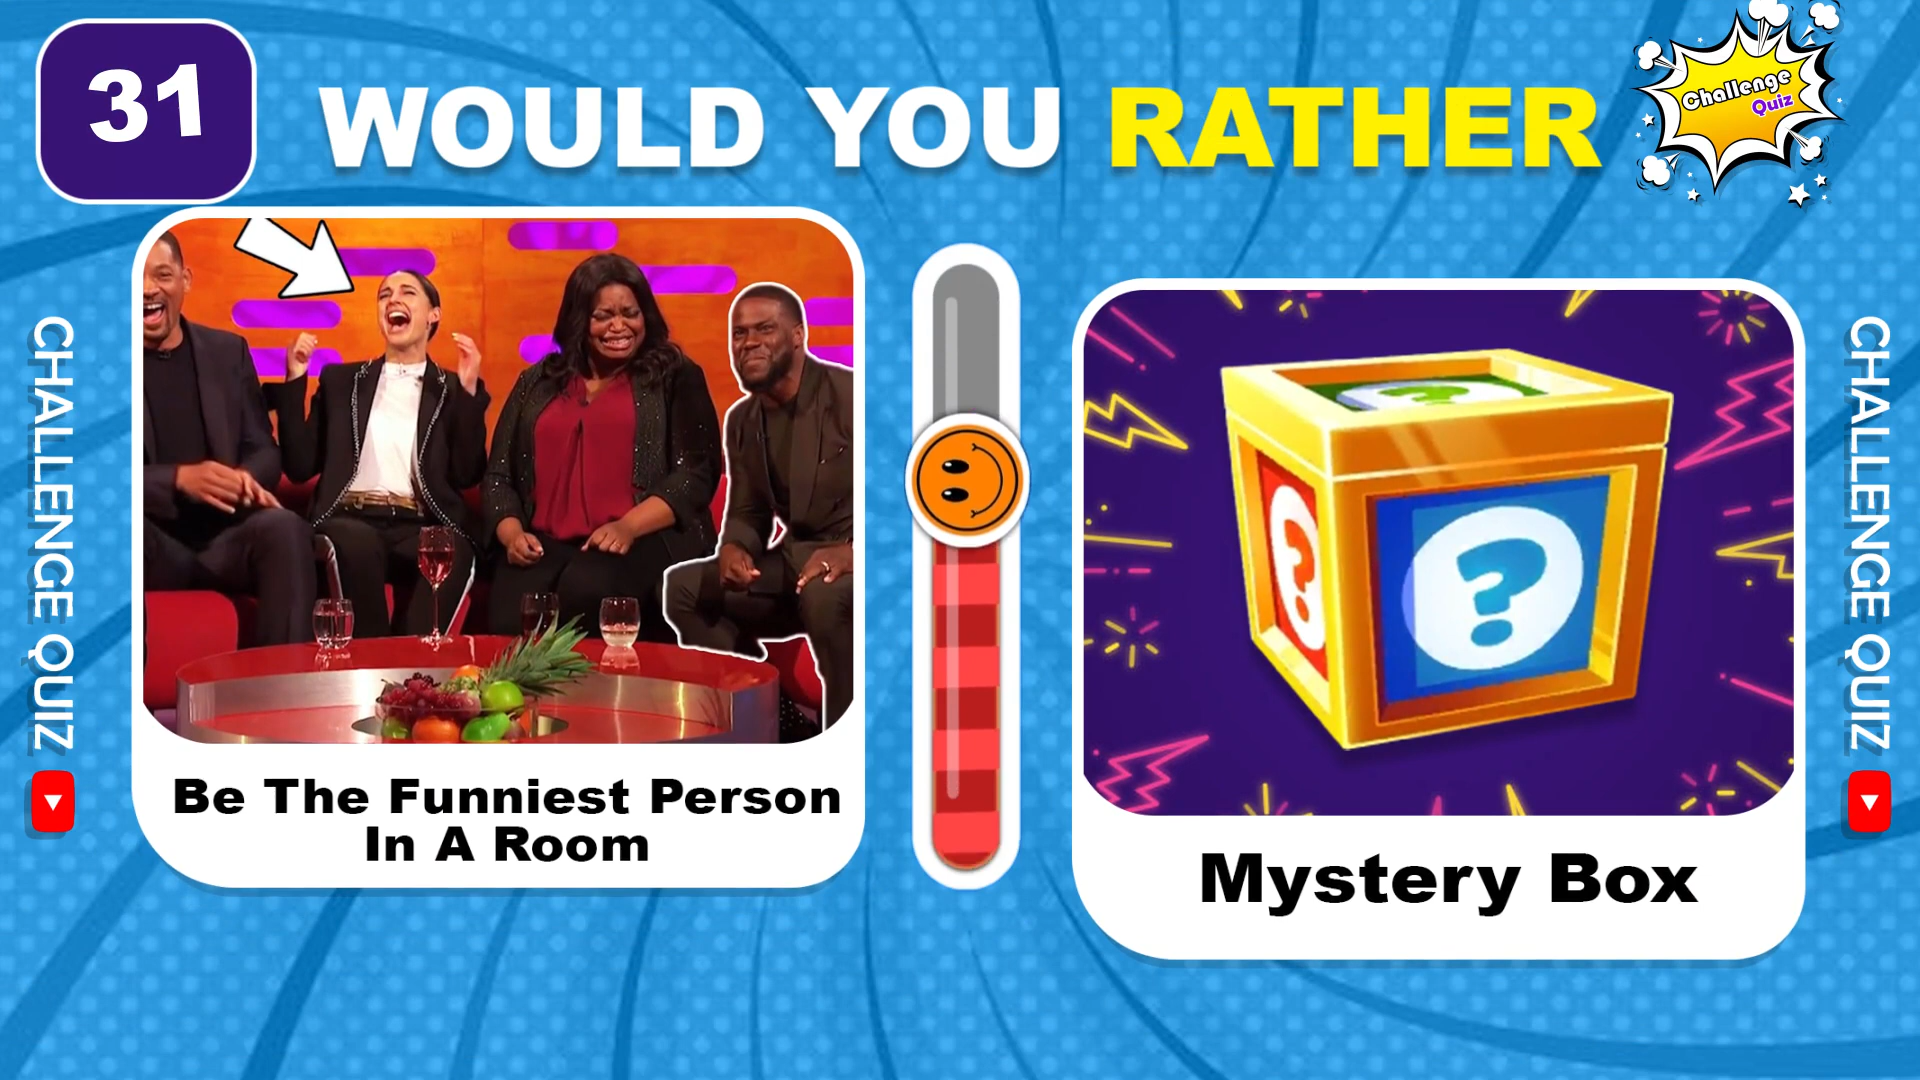 31
WOULD YOU RATHER
Challenge
Quiz
CHALLENGE QUIZ
Be The Funniest Person
In A Room
?
?
?
Mystery Box
CHALLENGE QUIZ